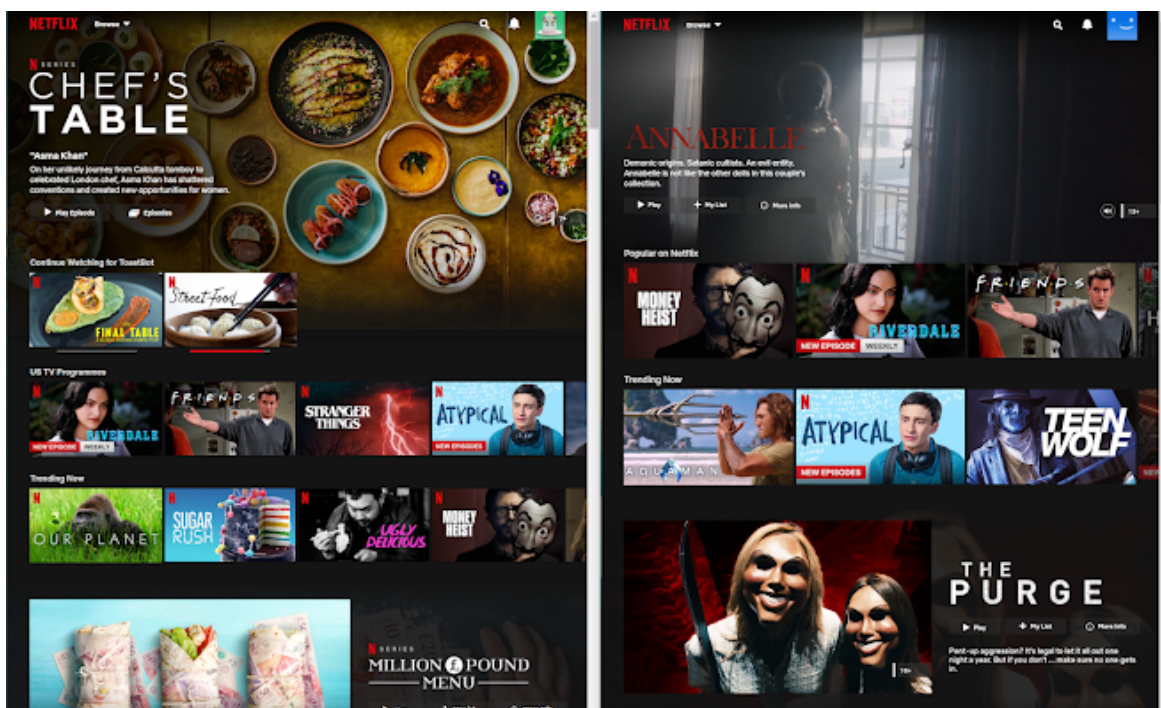 NETFLIX
Browse
N SERIES
CHEF'S
TABLE
"Asma Khan"
On her unlikely journey from Calcutta tomboy to
celebrated London chef, Asma Khan has shattered
conventions and created new opportunities for women.
Play Episode
Episodes
Continue Watching for ToastBot
N
FINAL TABLE
N
Street Food
US TV Programmes
N
RIVERDALE
NEW EPISODE WEEKLY
FRIENDS
N
STRANGER
THINGS
N
ATYPICAL
NEW EPISODES
Trending Now
N
OUR PLANET
N
SUGAR
RUSH
N
UGLY
DELICIOUS
N
MONEY
HEIST
N SERIES
MILLION £ POUND
MENU
NETFLIX
Browse
ANNABELLE
Demonic origins. Satanic cultists. An evil entity.
Annabelle is not like the other dolls in this couple's
collection.
Play
My List
More Info
Popular on Netflix
N
MONEY
HEIST
N
RIVERDALE
NEW EPISODE WEEKLY
FRIENDS
N
H
Trending Now
AQUAMAN
N
ATYPICAL
NEW EPISODES
TEEN
WOLF
THE
PURGE
Play
My List
More Info
Pent-up aggression? It's legal to let it all out one
night a year. But if you don't ... make sure no one gets
in.